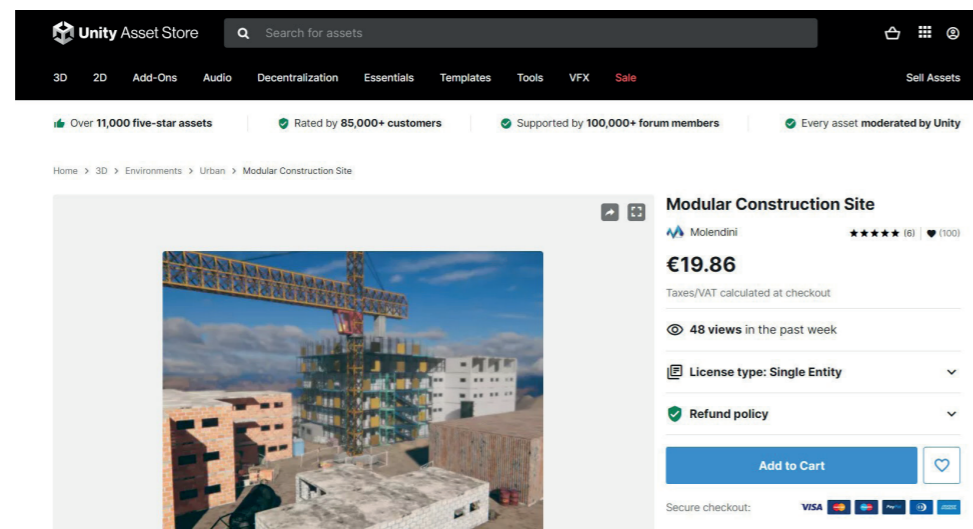 Unity Asset Store
Search for assets
3D 2D Add-Ons Audio Decentralization Essentials Templates Tools VFX Sale Sell Assets
Over 11,000 five-star assets Rated by 85,000+ customers Supported by 100,000+ forum members Every asset moderated by Unity
Home > 3D > Environments > Urban > Modular Construction Site
Modular Construction Site
Molendini ★★★★★ (6) | ♥ (100)
€19.86
Taxes/VAT calculated at checkout
48 views in the past week
License type: Single Entity
Refund policy
Add to Cart
Secure checkout: VISA